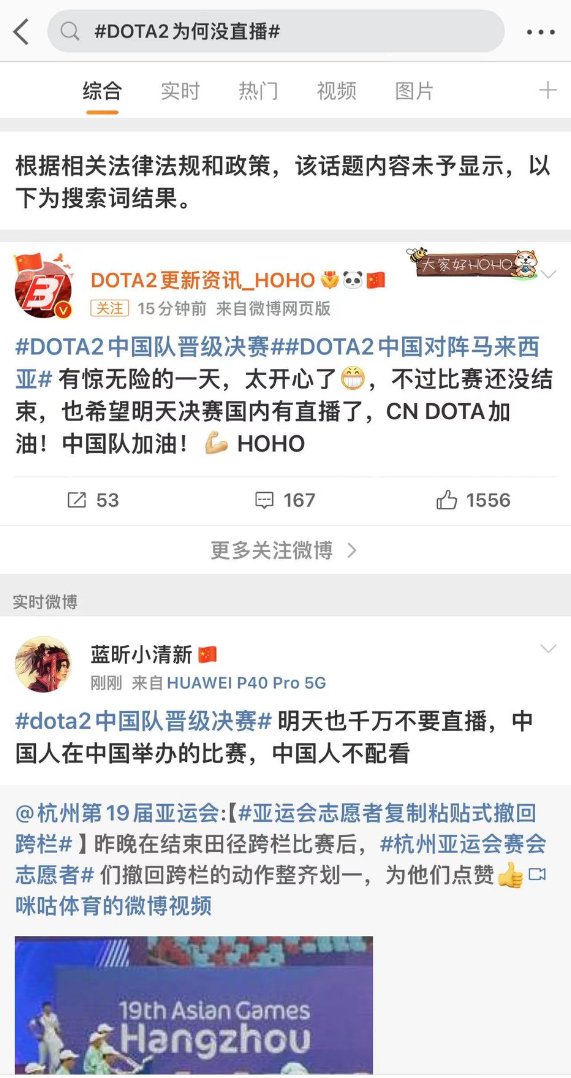 #DOTA2为何没直播#
综合 实时 热门 视频 图片
根据相关法律法规和政策，该话题内容未予显示，以
下为搜索词结果。
大家好HOHO
DOTA2更新资讯_HOHO
关注 15分钟前 来自微博网页版
#DOTA2中国队晋级决赛##DOTA2中国对阵马来西
亚# 有惊无险的一天，太开心了😁，不过比赛还没结
束，也希望明天决赛国内有直播了，CN DOTA加
油！中国队加油！💪 HOHO
53 167 1556
更多关注微博
实时微博
蓝昕小清新
刚刚 来自HUAWEI P40 Pro 5G
#dota2中国队晋级决赛# 明天也千万不要直播，中
国人在中国举办的比赛，中国人不配看
@杭州第19届亚运会:【#亚运会志愿者复制粘贴式撤回
跨栏# 】昨晚在结束田径跨栏比赛后，#杭州亚运会赛会
志愿者# 们撤回跨栏的动作整齐划一，为他们点赞👍
咪咕体育的微博视频
19th Asian Games
Hangzhou